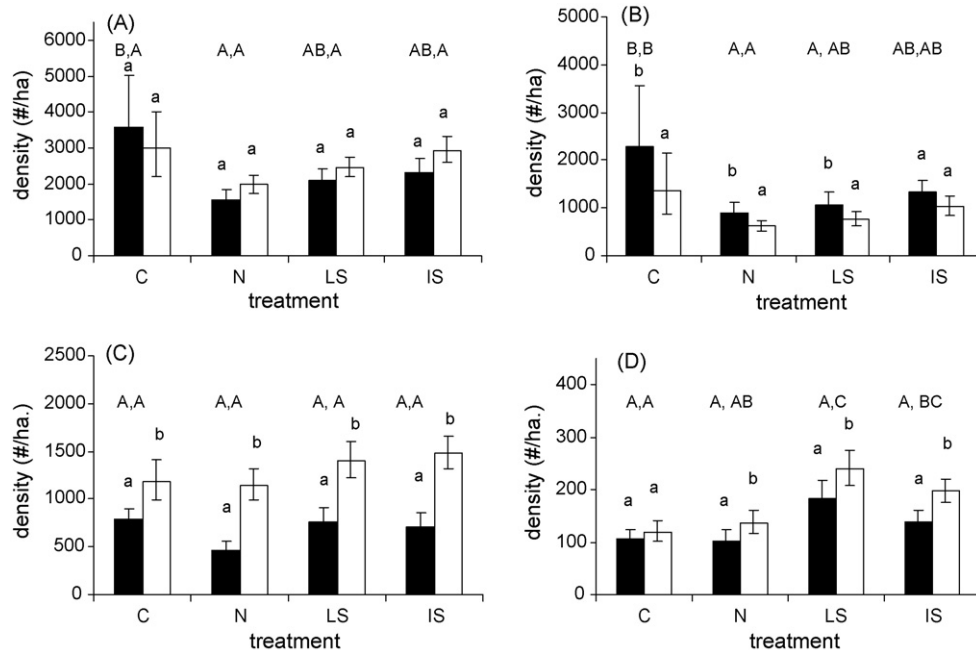 (A)
6000
5000
4000
3000
2000
1000
0
density (#/ha)
B,A A,A AB,A AB,A
a a a a a a a a
C N LS IS
treatment
(B)
5000
4000
3000
2000
1000
0
density (#/ha)
B,B A,A A, AB AB,AB
b a b a b a a a
C N LS IS
treatment
(C)
2500
2000
1500
1000
500
0
density (#/ha.)
A,A A,A A, A A,A
a b a b a b a b
C N LS IS
treatment
(D)
400
300
200
100
0
density (#/ha.)
A,A A, AB A,C A, BC
a a a b a b a b
C N LS IS
treatment